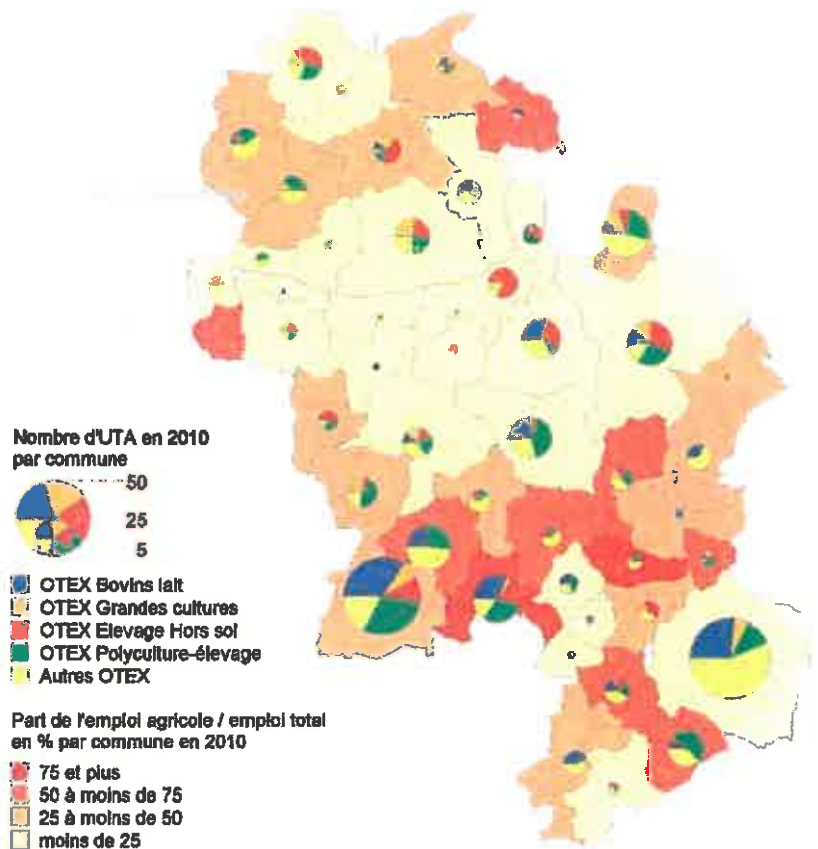 Nombre d'UTA en 2010
par commune
50
25
5
OTEX Bovins lait
OTEX Grandes cultures
OTEX Elevage Hors sol
OTEX Polyculture-élevage
Autres OTEX
Part de l'emploi agricole / emploi total
en % par commune en 2010
75 et plus
50 à moins de 75
25 à moins de 50
moins de 25